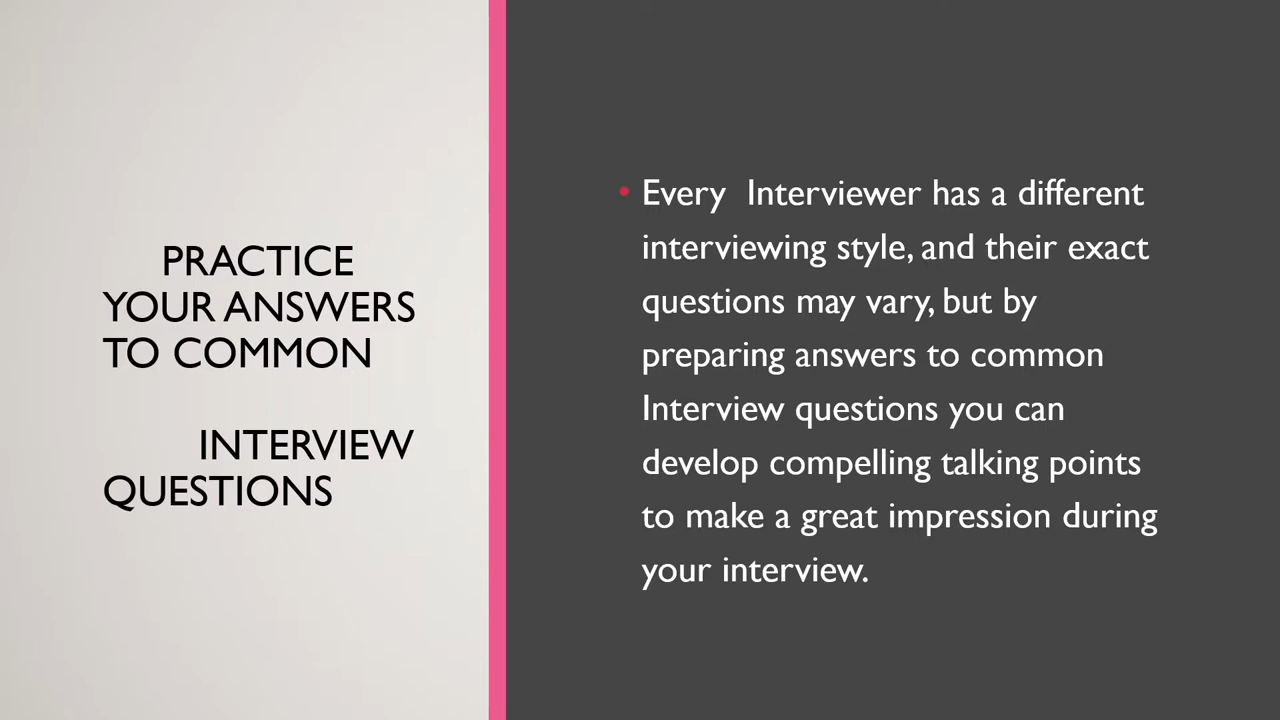 PRACTICE
YOUR ANSWERS
TO COMMON
INTERVIEW
QUESTIONS
• Every  Interviewer has a different
interviewing style, and their exact
questions may vary, but by
preparing answers to common
Interview questions you can
develop compelling talking points
to make a great impression during
your interview.